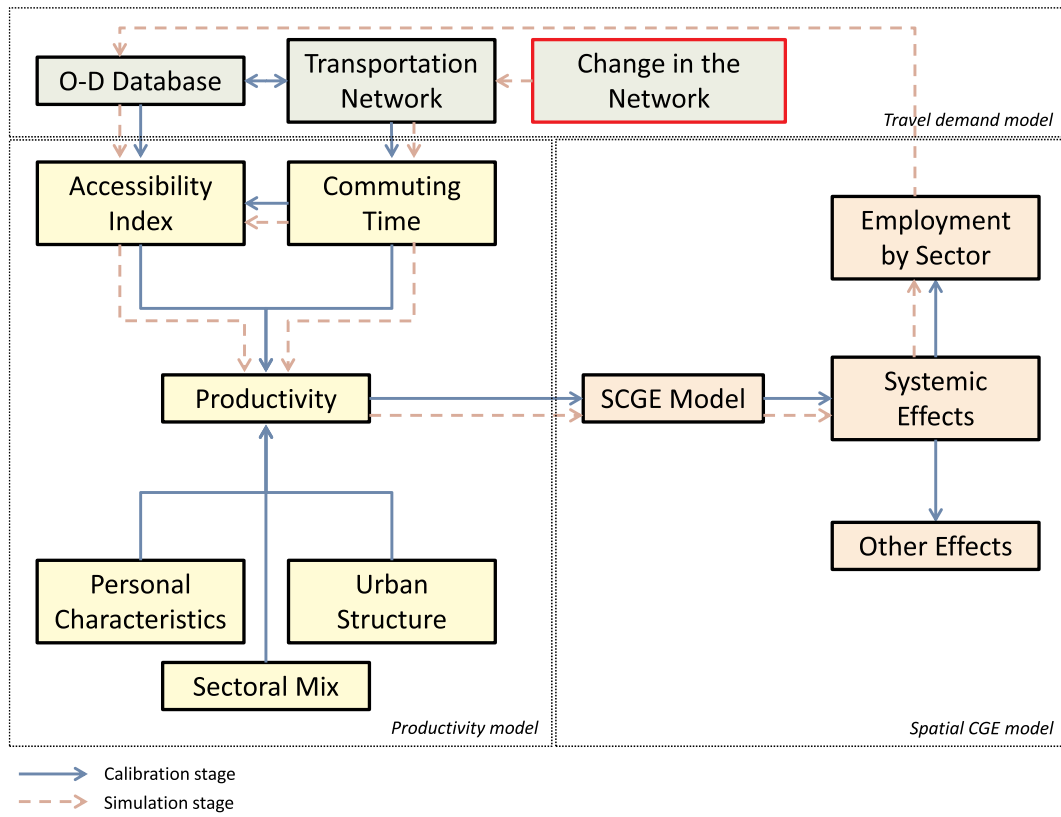 O-D Database
Transportation
Network
Change in the
Network
Travel demand model
Accessibility
Index
Commuting
Time
Employment
by Sector
Productivity
SCGE Model
Systemic
Effects
Other Effects
Personal
Characteristics
Urban
Structure
Sectoral Mix
Productivity model
Spatial CGE model
Calibration stage
Simulation stage